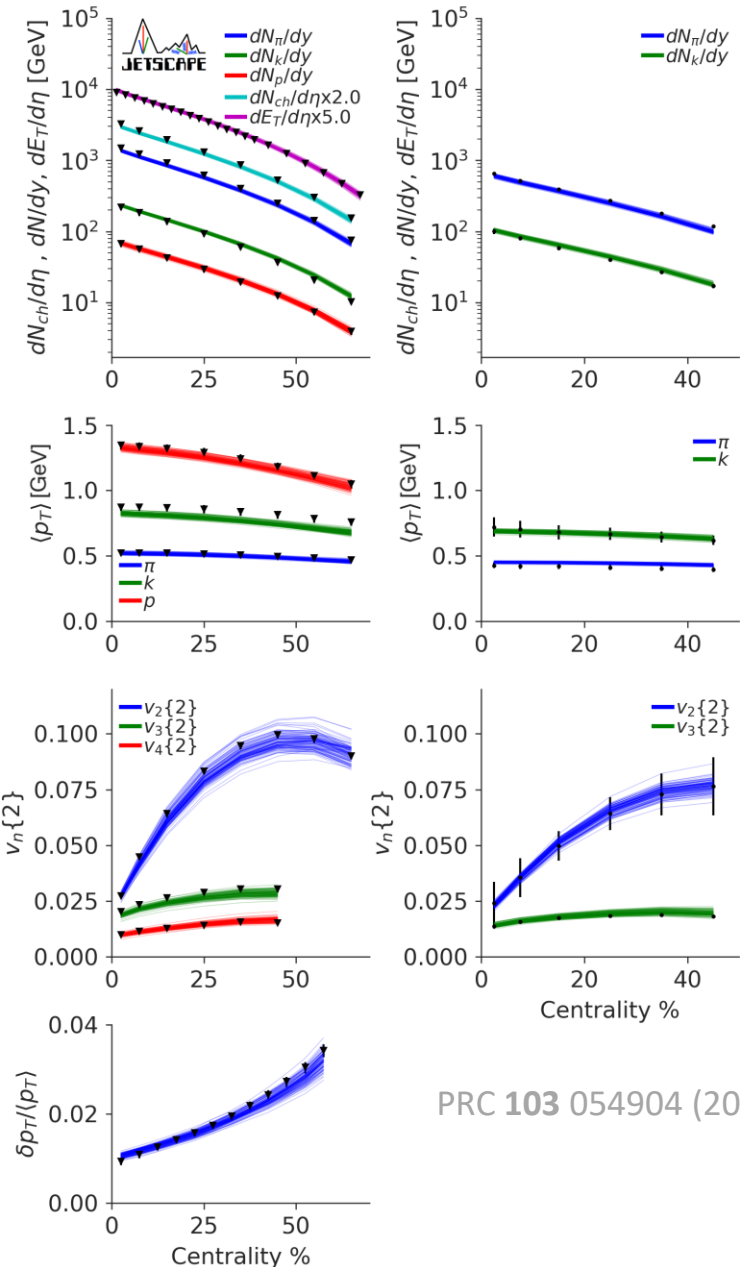 JETSCAPE
dN_ch/dη , dN/dy , dE_T/dη [GeV]
10^5
10^4
10^3
10^2
10^1
dN_π/dy
dN_k/dy
dN_p/dy
dN_ch/dηx2.0
dE_T/dηx5.0
0 25 50
dN_ch/dη , dN/dy , dE_T/dη [GeV]
10^5
10^4
10^3
10^2
10^1
dN_π/dy
dN_k/dy
0 20 40
⟨p_T⟩ [GeV]
1.5
1.0
0.5
0.0
π
k
p
0 25 50
⟨p_T⟩ [GeV]
1.5
1.0
0.5
0.0
π
k
0 20 40
v_n{2}
0.100
0.075
0.050
0.025
0.000
v_2{2}
v_3{2}
v_4{2}
0 25 50
v_n{2}
0.100
0.075
0.050
0.025
0.000
v_2{2}
v_3{2}
0 20 40
Centrality %
δp_T/⟨p_T⟩
0.04
0.02
0.00
0 25 50
Centrality %
PRC 103 054904 (20